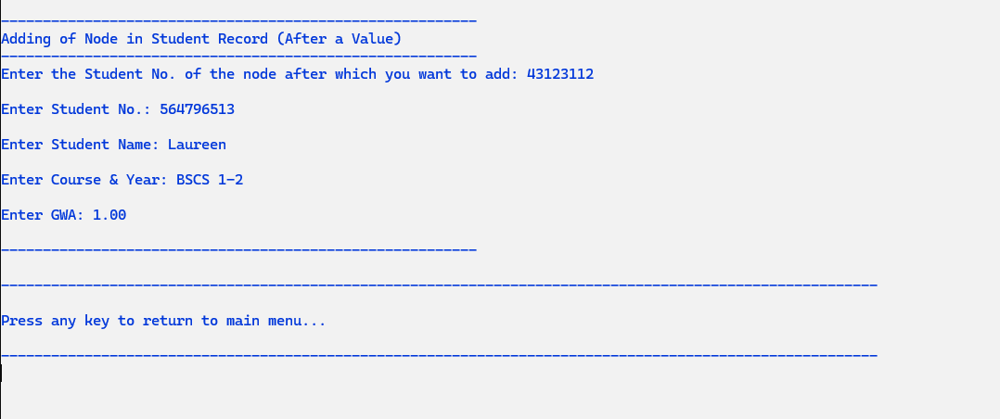 ---------------------------------------------------------
Adding of Node in Student Record (After a Value)
---------------------------------------------------------
Enter the Student No. of the node after which you want to add: 43123112
Enter Student No.: 564796513
Enter Student Name: Laureen
Enter Course & Year: BSCS 1-2
Enter GWA: 1.00
---------------------------------------------------------
---------------------------------------------------------------------------------------------------------
Press any key to return to main menu...
---------------------------------------------------------------------------------------------------------